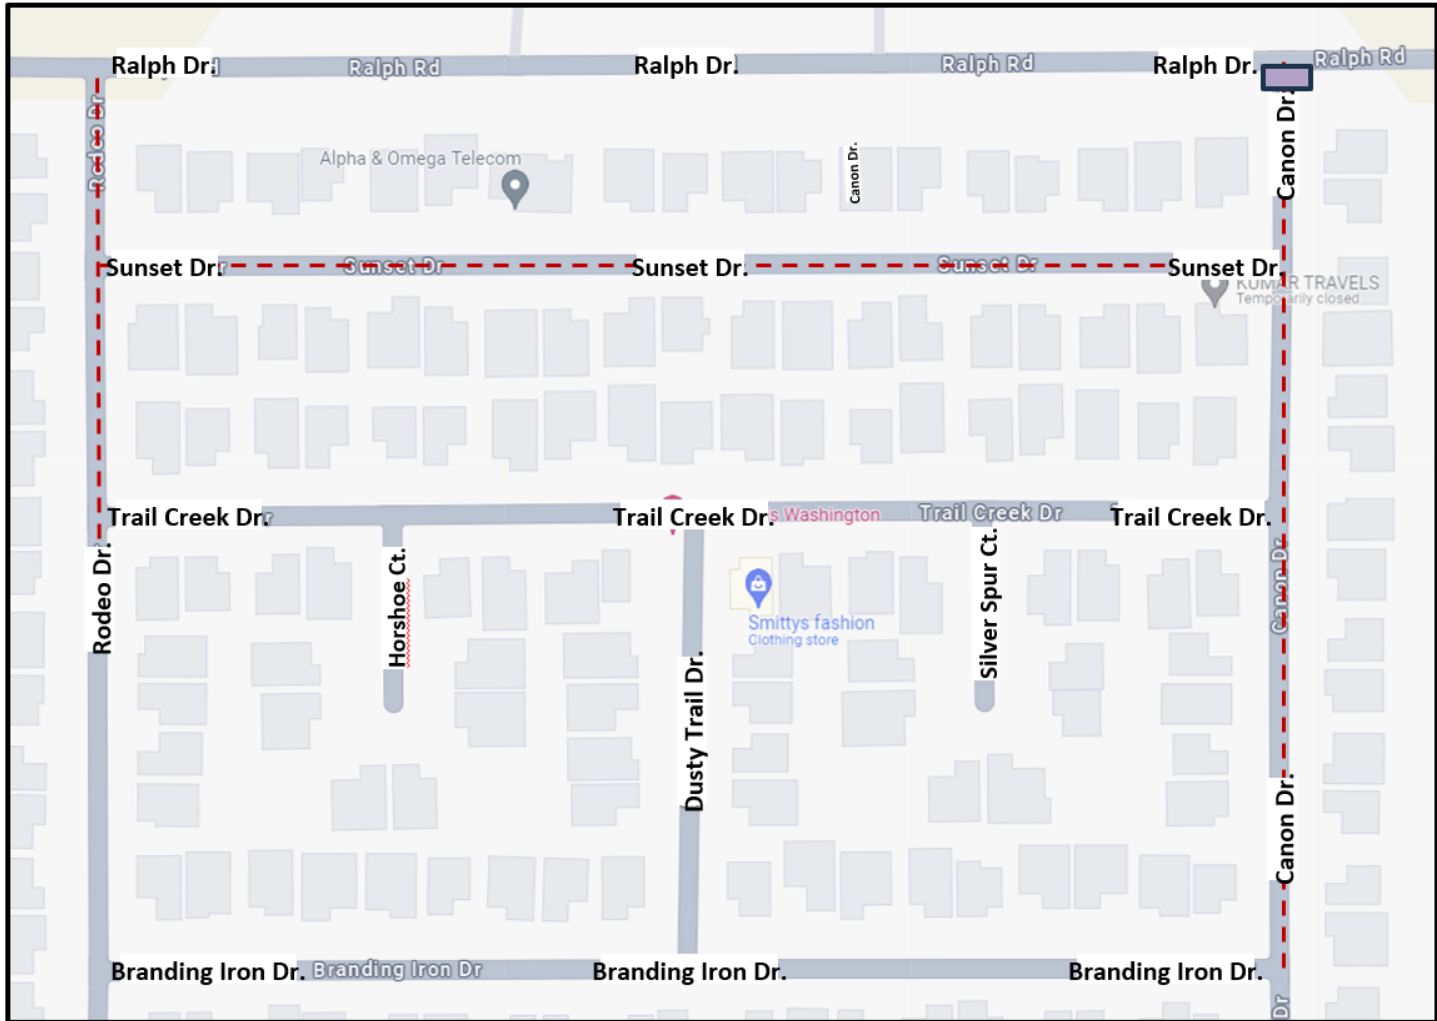 Ralph Dr.
Ralph Rd
Ralph Dr.
Ralph Rd
Ralph Dr.
Ralph Rd
Rodeo Dr
Canon Dr.
Alpha & Omega Telecom
Canon Dr.
Sunset Dr.
Sunset Dr
Sunset Dr.
Sunset Dr
Sunset Dr.
KUMAR TRAVELS
Temporarily closed
Trail Creek Dr.
Trail Creek Dr.
s Washington
Trail Creek Dr
Trail Creek Dr.
Rodeo Dr.
Horshoe Ct.
Silver Spur Ct.
Canon Dr
Smittys fashion
Clothing store
Dusty Trail Dr.
Canon Dr.
Branding Iron Dr.
Branding Iron Dr
Branding Iron Dr.
Branding Iron Dr.
Dr